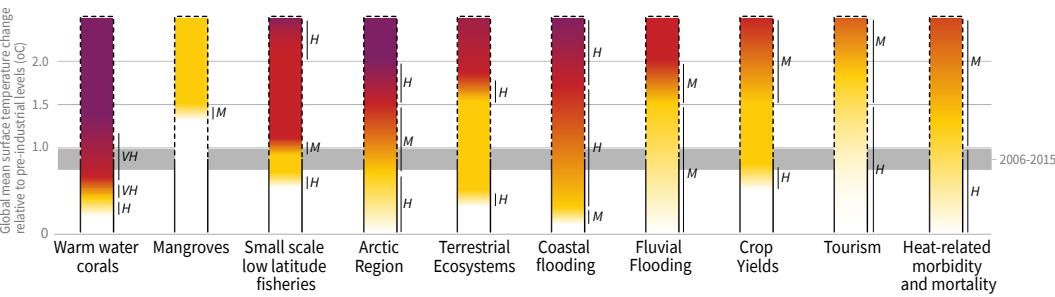 Global mean surface temperature change
relative to pre-industrial levels (oC)
2.0
1.5
1.0
0
VH
VH
H
M
H
M
H
H
M
H
H
H
H
H
M
M
M
M
H
M
H
M
H
2006-2015
Warm water
corals
Mangroves
Small scale
low latitude
fisheries
Arctic
Region
Terrestrial
Ecosystems
Coastal
flooding
Fluvial
Flooding
Crop
Yields
Tourism
Heat-related
morbidity
and mortality